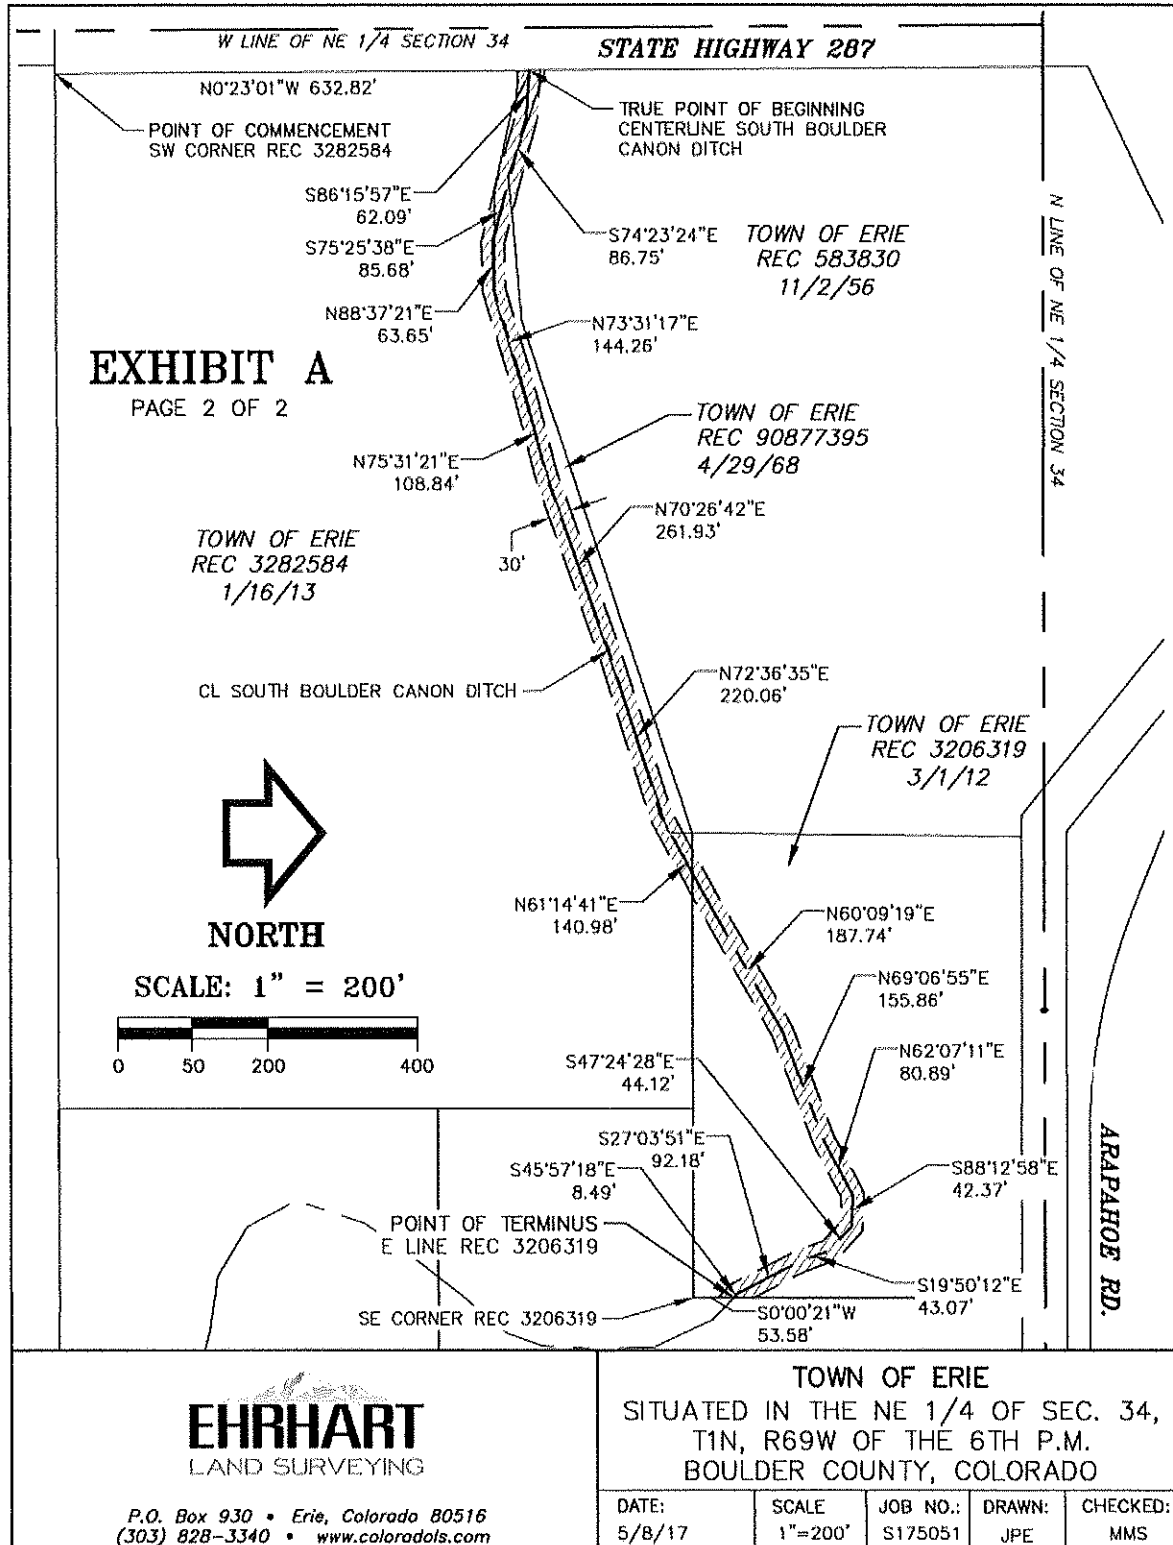 W LINE OF NE 1/4 SECTION 34
STATE HIGHWAY 287
N0°23'01"W 632.82'
POINT OF COMMENCEMENT
SW CORNER REC 3282584
TRUE POINT OF BEGINNING
CENTERLINE SOUTH BOULDER
CANON DITCH
S86°15'57"E
62.09'
S75°25'38"E
85.68'
N88°37'21"E
63.65'
S74°23'24"E
86.75'
TOWN OF ERIE
REC 583830
11/2/56
N LINE OF NE 1/4 SECTION 34
N73°31'17"E
144.26'
EXHIBIT A
PAGE 2 OF 2
TOWN OF ERIE
REC 90877395
4/29/68
N75°31'21"E
108.84'
N70°26'42"E
261.93'
30'
TOWN OF ERIE
REC 3282584
1/16/13
CL SOUTH BOULDER CANON DITCH
N72°36'35"E
220.06'
TOWN OF ERIE
REC 3206319
3/1/12
NORTH
SCALE: 1" = 200'
0 50 200 400
N61°14'41"E
140.98'
N60°09'19"E
187.74'
N69°06'55"E
155.86'
N62°07'11"E
80.89'
S47°24'28"E
44.12'
S27°03'51"E
92.18'
S45°57'18"E
8.49'
S88°12'58"E
42.37'
POINT OF TERMINUS
E LINE REC 3206319
SE CORNER REC 3206319
S19°50'12"E
43.07'
S0°00'21"W
53.58'
ARAPAHOE RD.
EHRHART
LAND SURVEYING
P.O. Box 930 • Erie, Colorado 80516
(303) 828-3340 • www.coloradols.com
TOWN OF ERIE
SITUATED IN THE NE 1/4 OF SEC. 34,
T1N, R69W OF THE 6TH P.M.
BOULDER COUNTY, COLORADO
DATE: SCALE JOB NO.: DRAWN: CHECKED:
5/8/17 1"=200' S175051 JPE MMS